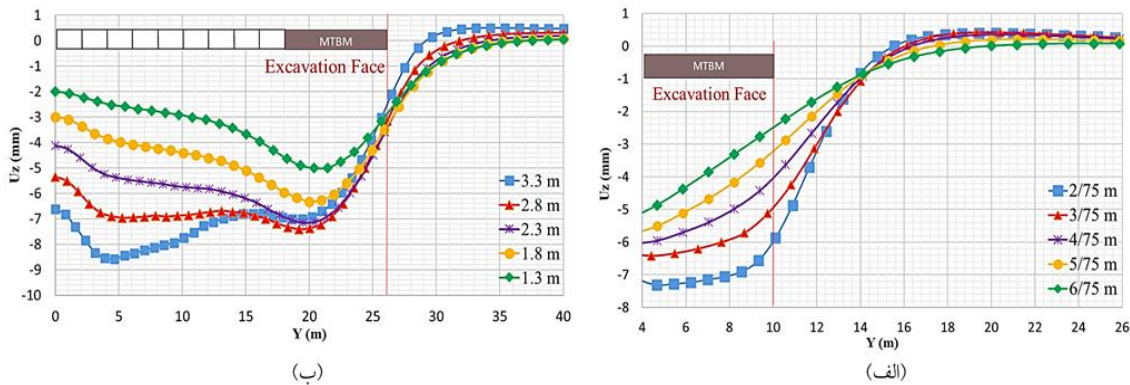 1
0
-1
-2
-3
-4
-5
-6
-7
-8
-9
-10
Uz (mm)
MTBM
Excavation Face
3.3 m
2.8 m
2.3 m
1.8 m
1.3 m
0 5 10 15 20 25 30 35 40
Y (m)
(ب)
1
0
-1
-2
-3
-4
-5
-6
-7
-8
Uz (mm)
MTBM
Excavation Face
2/75 m
3/75 m
4/75 m
5/75 m
6/75 m
4 6 8 10 12 14 16 18 20 22 24 26
Y (m)
(الف)